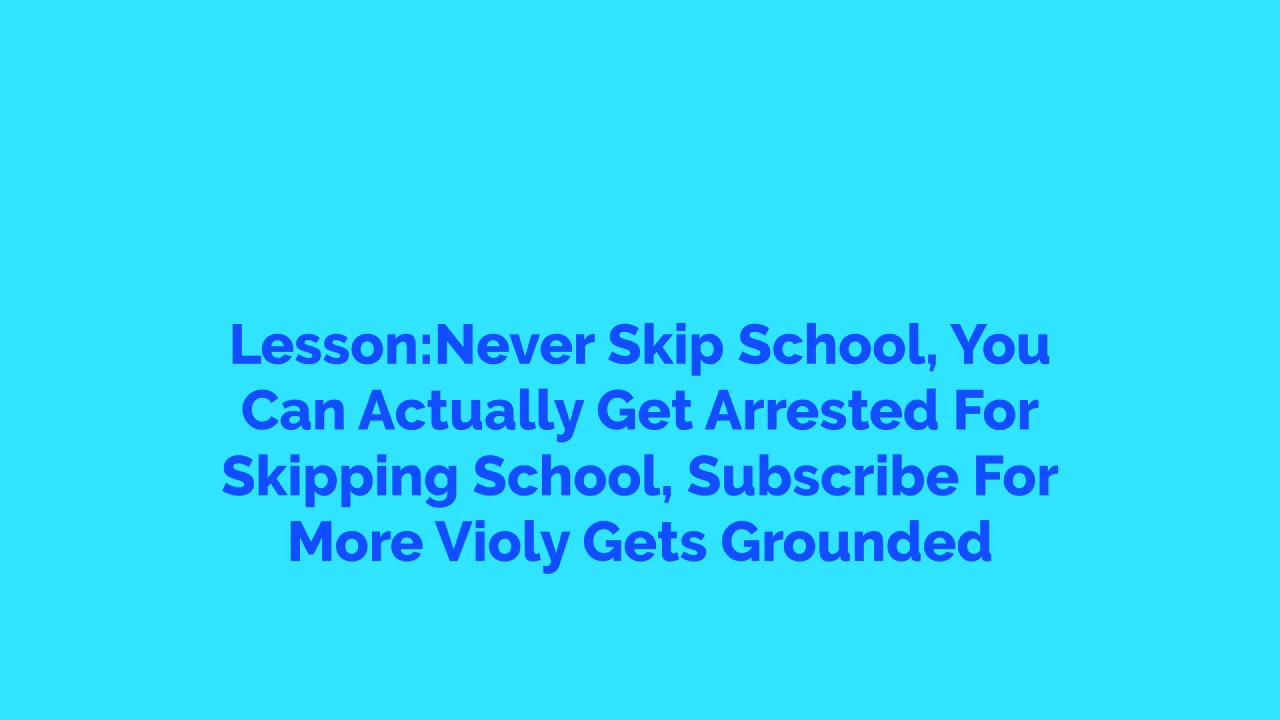 Lesson:Never Skip School, You
Can Actually Get Arrested For
Skipping School, Subscribe For
More Violy Gets Grounded